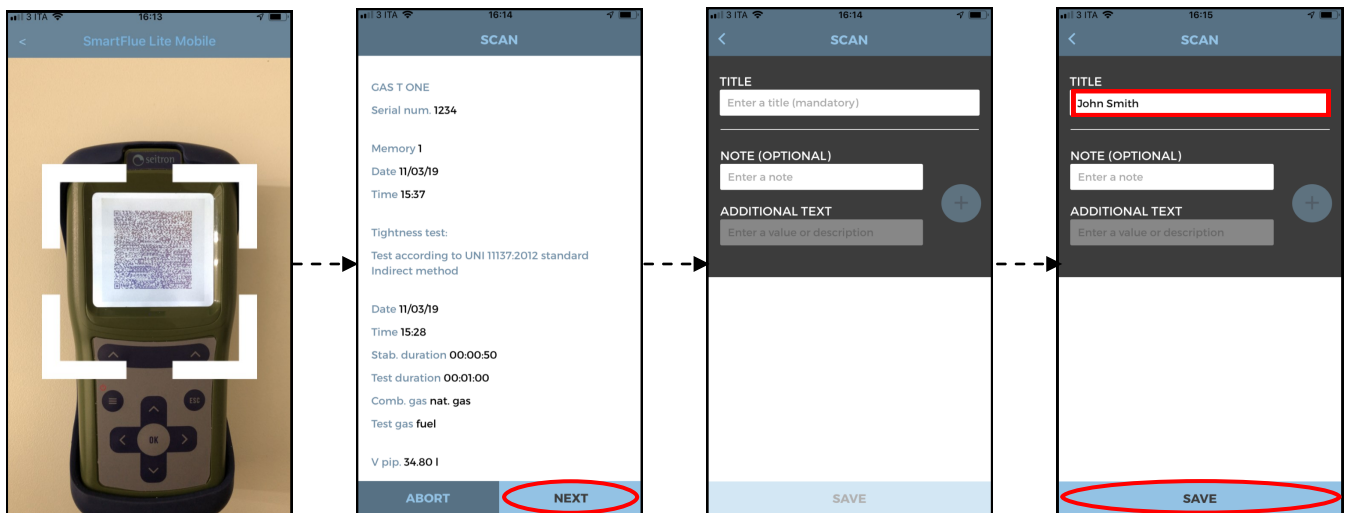 3 ITA 16:13
< SmartFlue Lite Mobile
seitron
ESC
OK
3 ITA 16:14
SCAN
GAS T ONE
Serial num. 1234
Memory 1
Date 11/03/19
Time 15:37
Tightness test:
Test according to UNI 11137:2012 standard
Indirect method
Date 11/03/19
Time 15:28
Stab. duration 00:00:50
Test duration 00:01:00
Comb. gas nat. gas
Test gas fuel
V pip. 34.80 l
ABORT NEXT
3 ITA 16:14
SCAN
TITLE
Enter a title (mandatory)
NOTE (OPTIONAL)
Enter a note
ADDITIONAL TEXT
Enter a value or description
SAVE
3 ITA 16:15
SCAN
TITLE
John Smith
NOTE (OPTIONAL)
Enter a note
ADDITIONAL TEXT
Enter a value or description
SAVE